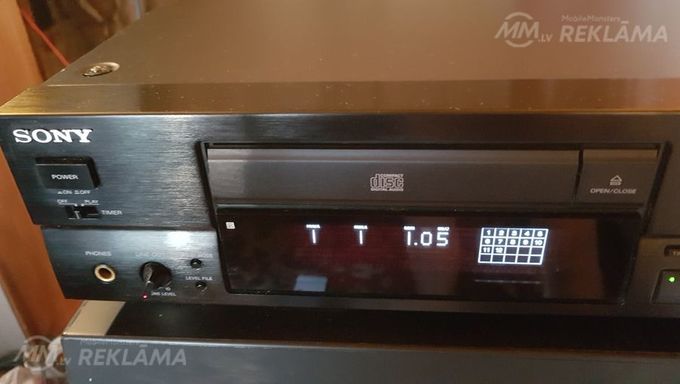 MobileMonsters
MM.LV REKLĀMA
SONY
POWER
ON OFF
OFF PLAY
TIMER
COMPACT
disc
DIGITAL AUDIO
OPEN/CLOSE
1 1 1.05
1 2 3 4 5
6 7 8 9 10
11 12
PHONES
LEVEL FILE
LEVEL
MM.LV REKLĀMA